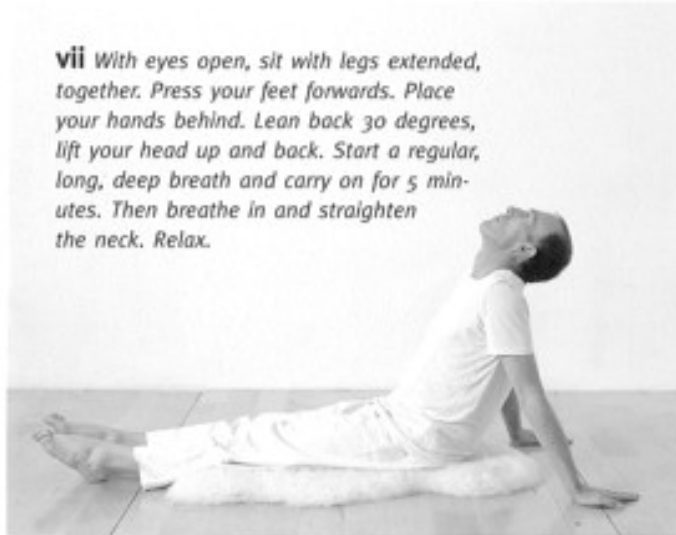 vii With eyes open, sit with legs extended,
together. Press your feet forwards. Place
your hands behind. Lean back 30 degrees,
lift your head up and back. Start a regular,
long, deep breath and carry on for 5 min-
utes. Then breathe in and straighten
the neck. Relax.